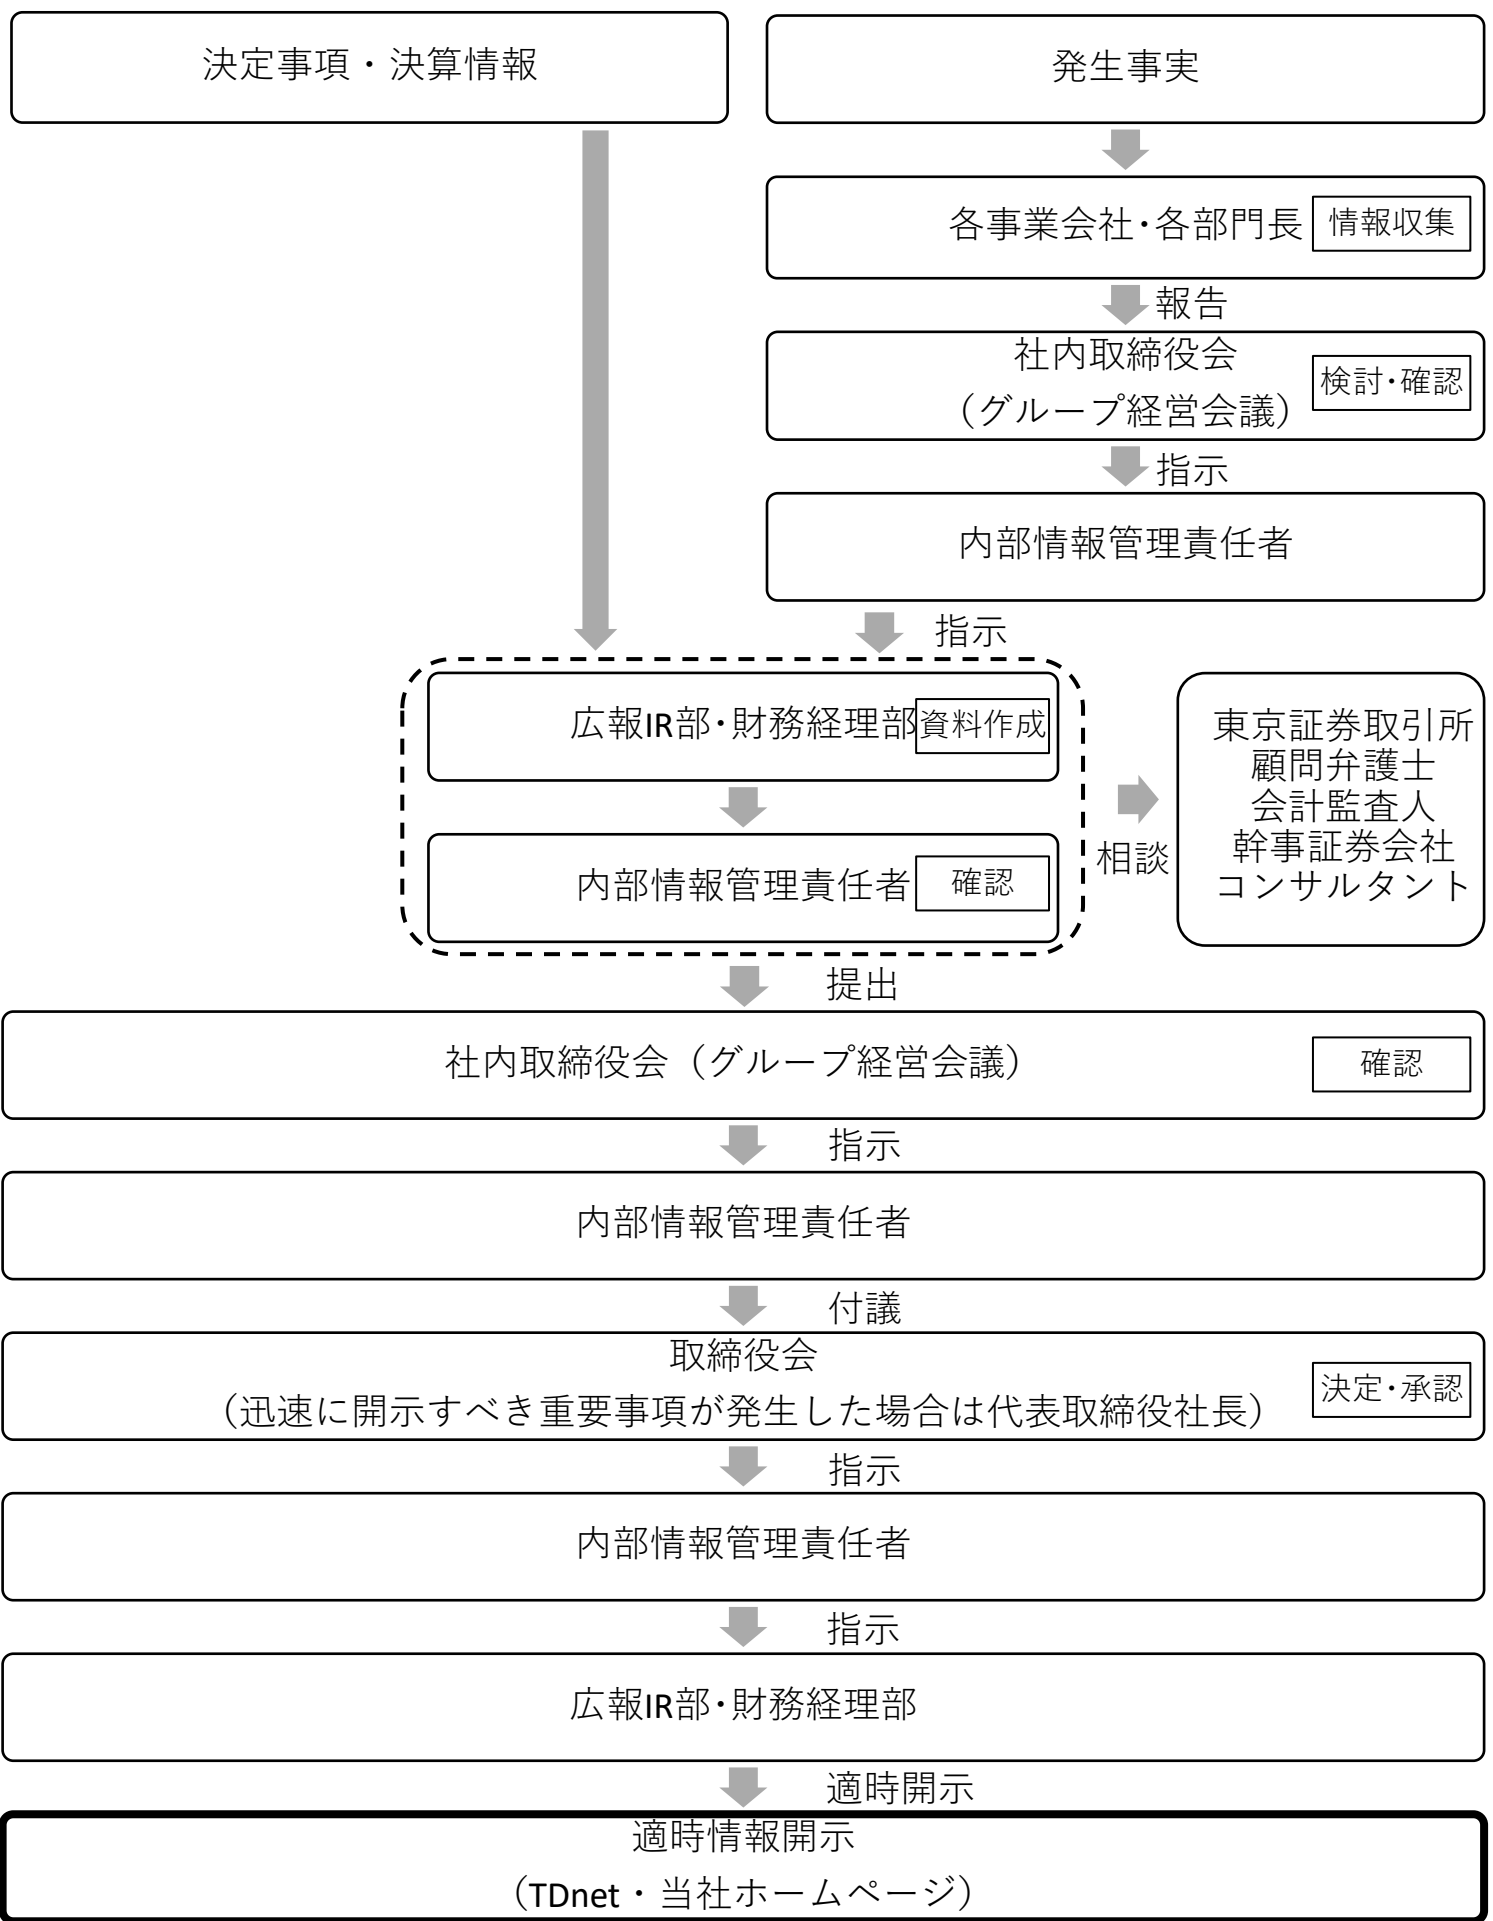 決定事項・決算情報
発生事実
各事業会社・各部門長
情報収集
報告
社内取締役会
（グループ経営会議）
検討・確認
指示
内部情報管理責任者
指示
広報IR部・財務経理部
資料作成
内部情報管理責任者
確認
相談
東京証券取引所
顧問弁護士
会計監査人
幹事証券会社
コンサルタント
提出
社内取締役会（グループ経営会議）
確認
指示
内部情報管理責任者
付議
取締役会
（迅速に開示すべき重要事項が発生した場合は代表取締役社長）
決定・承認
指示
内部情報管理責任者
指示
広報IR部・財務経理部
適時開示
適時情報開示
（TDnet・当社ホームページ）